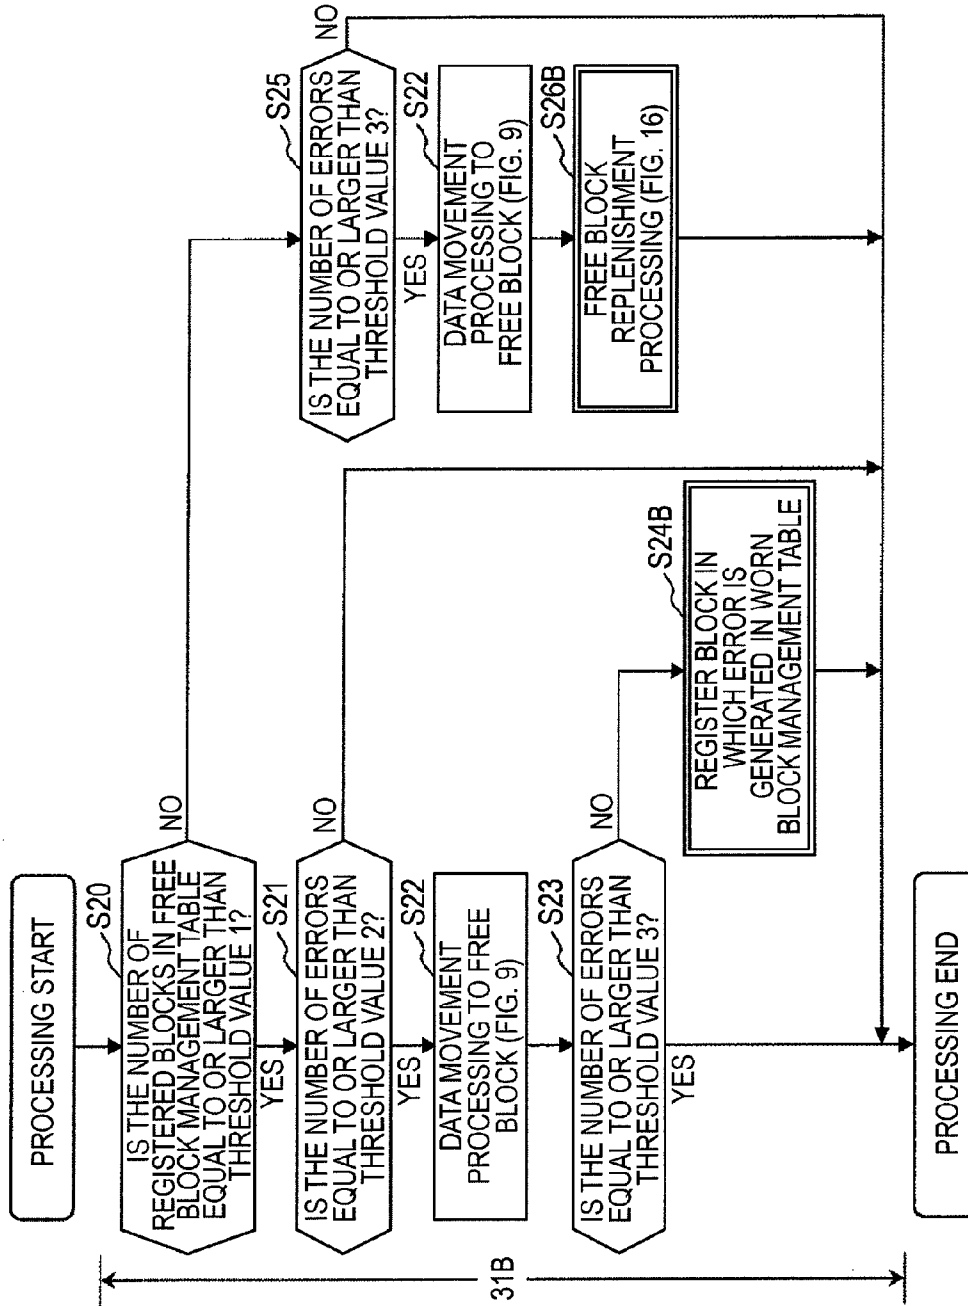 PROCESSING START
S20
IS THE NUMBER OF
REGISTERED BLOCKS IN FREE
BLOCK MANAGEMENT TABLE
EQUAL TO OR LARGER THAN
THRESHOLD VALUE 1?
NO
YES
S21
IS THE NUMBER OF ERRORS
EQUAL TO OR LARGER THAN
THRESHOLD VALUE 2?
NO
YES
S22
DATA MOVEMENT
PROCESSING TO FREE
BLOCK (FIG. 9)
S23
IS THE NUMBER OF ERRORS
EQUAL TO OR LARGER THAN
THRESHOLD VALUE 3?
NO
YES
S24B
REGISTER BLOCK IN
WHICH ERROR IS
GENERATED IN WORN
BLOCK MANAGEMENT TABLE
S25
IS THE NUMBER OF ERRORS
EQUAL TO OR LARGER THAN
THRESHOLD VALUE 3?
NO
YES
S22
DATA MOVEMENT
PROCESSING TO
FREE BLOCK (FIG. 9)
S26B
FREE BLOCK
REPLENISHMENT
PROCESSING (FIG. 16)
PROCESSING END
31B